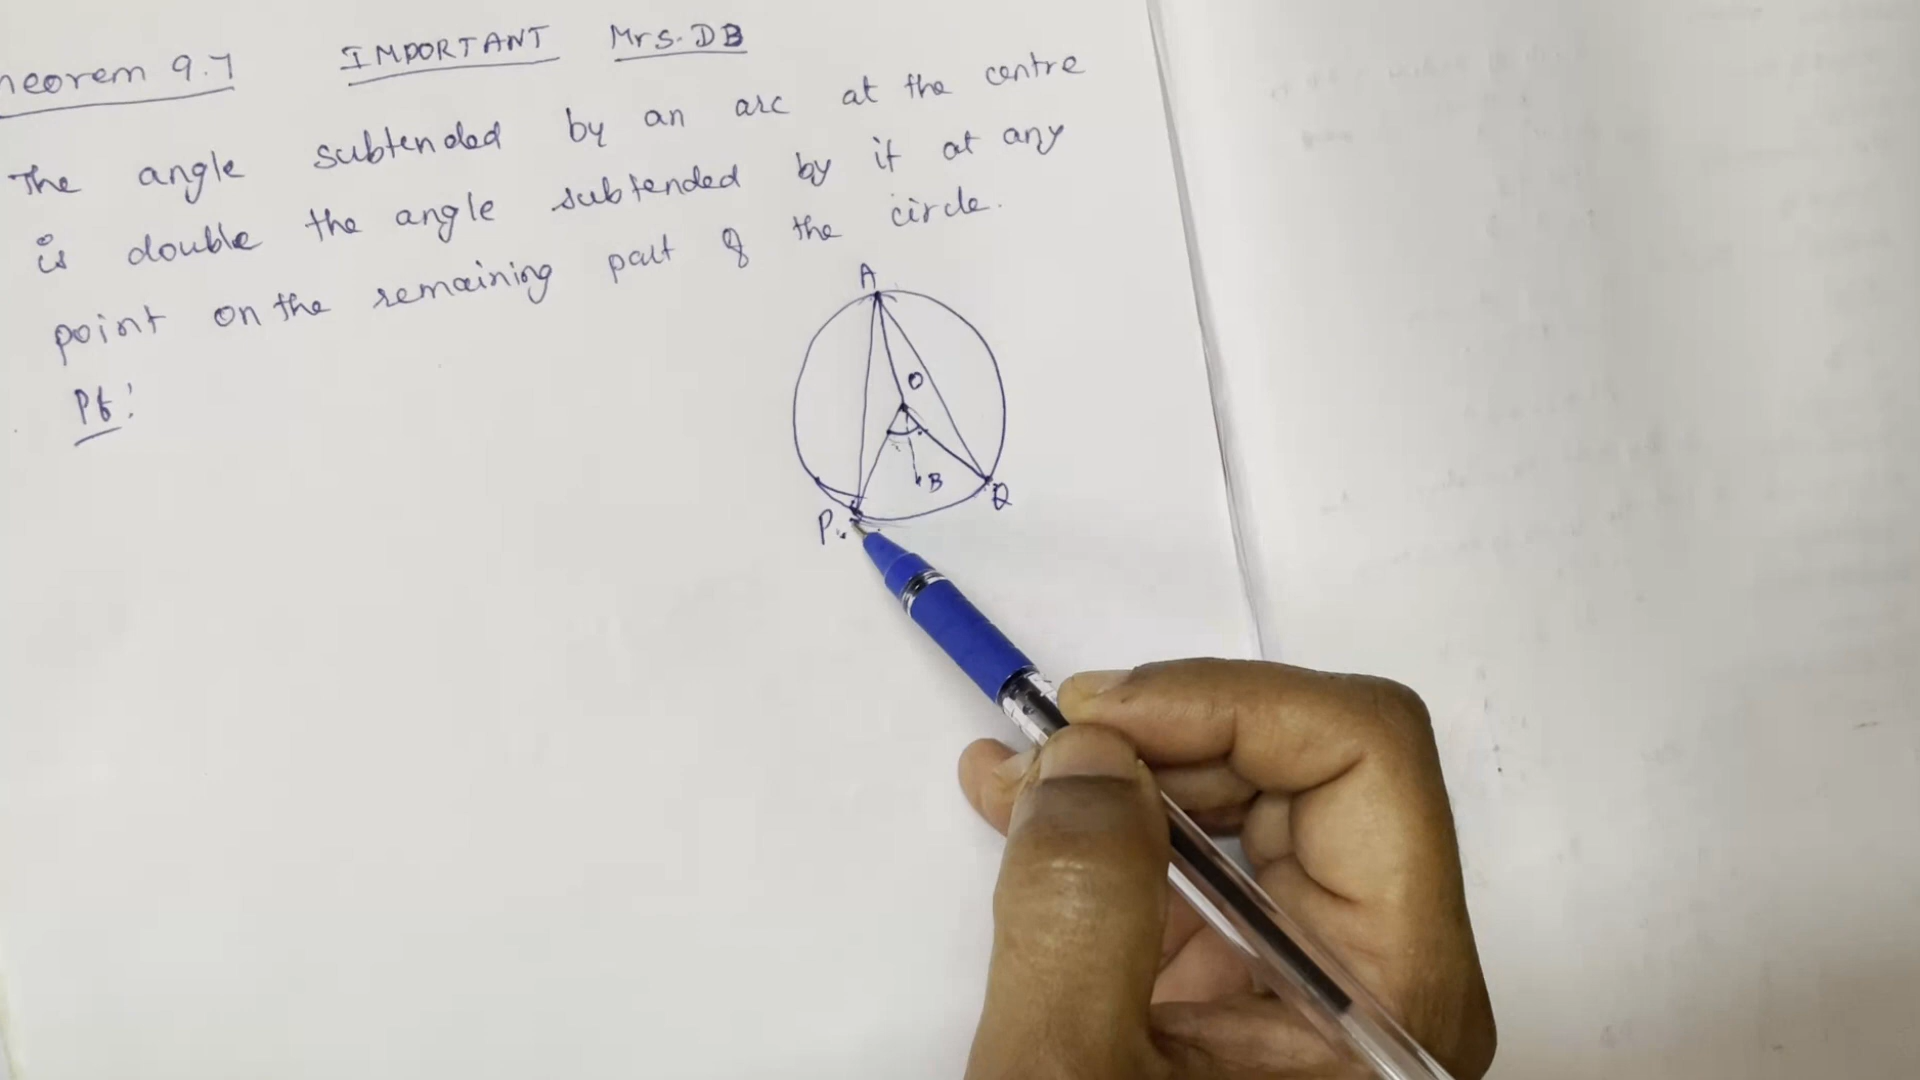 heorem 9.7 IMPORTANT Mrs. DB
The angle subtended by an arc at the centre
is double the angle subtended by it at any
point on the remaining part of the circle.
Pf:
A
O
B
Q
P